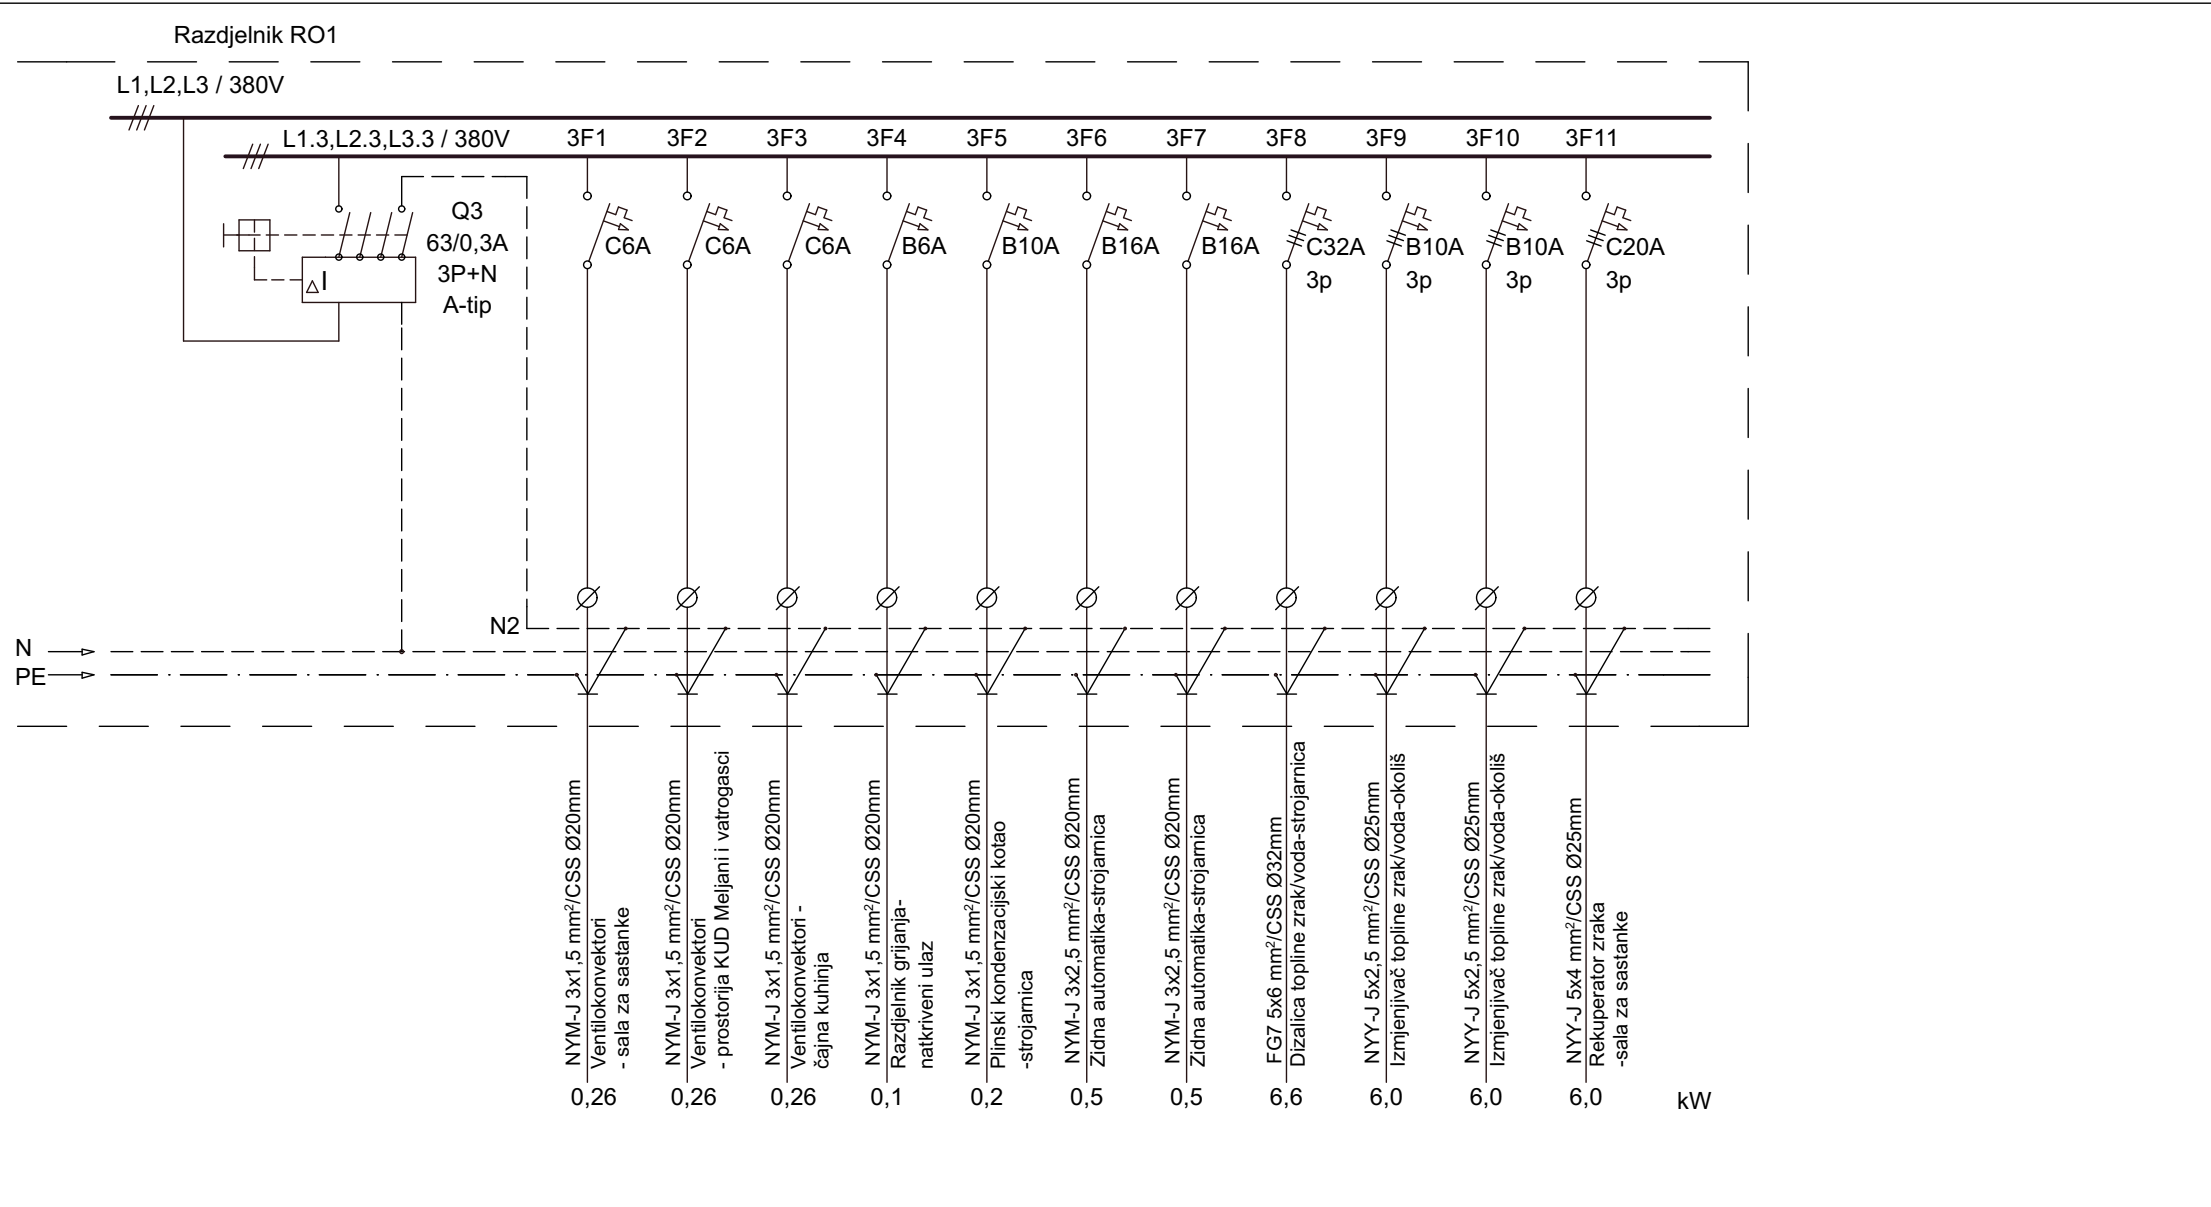 Razdjelnik RO1
L1,L2,L3 / 380V
L1.3,L2.3,L3.3 / 380V
3F1
3F2
3F3
3F4
3F5
3F6
3F7
3F8
3F9
3F10
3F11
Q3
63/0,3A
3P+N
A-tip
ΔI
C6A
C6A
C6A
B6A
B10A
B16A
B16A
C32A
3p
B10A
3p
B10A
3p
C20A
3p
N2
N
PE
NYM-J 3x1,5 mm²/CSS Ø20mm
Ventilokonvektori
- sala za sastanke
NYM-J 3x1,5 mm²/CSS Ø20mm
Ventilokonvektori
- prostorija KUD Meljani i vatrogasci
NYM-J 3x1,5 mm²/CSS Ø20mm
Ventilokonvektori -
čajna kuhinja
NYM-J 3x1,5 mm²/CSS Ø20mm
Razdjelnik grijanja-
natkriveni ulaz
NYM-J 3x1,5 mm²/CSS Ø20mm
Plinski kondenzacijski kotao
-strojarnica
NYM-J 3x2,5 mm²/CSS Ø20mm
Zidna automatika-strojarnica
NYM-J 3x2,5 mm²/CSS Ø20mm
Zidna automatika-strojarnica
FG7 5x6 mm²/CSS Ø32mm
Dizalica topline zrak/voda-strojarnica
NYY-J 5x2,5 mm²/CSS Ø25mm
Izmjenjivač topline zrak/voda-okoliš
NYY-J 5x2,5 mm²/CSS Ø25mm
Izmjenjivač topline zrak/voda-okoliš
NYY-J 5x4 mm²/CSS Ø25mm
Rekuperator zraka
-sala za sastanke
0,26
0,26
0,26
0,1
0,2
0,5
0,5
6,6
6,0
6,0
6,0
kW